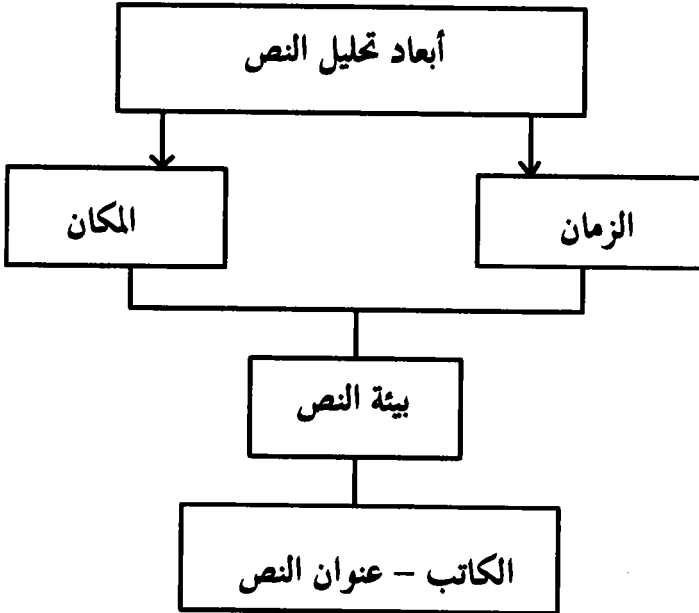 أبعاد تحليل النص
الزمان
المكان
بيئة النص
الكاتب – عنوان النص